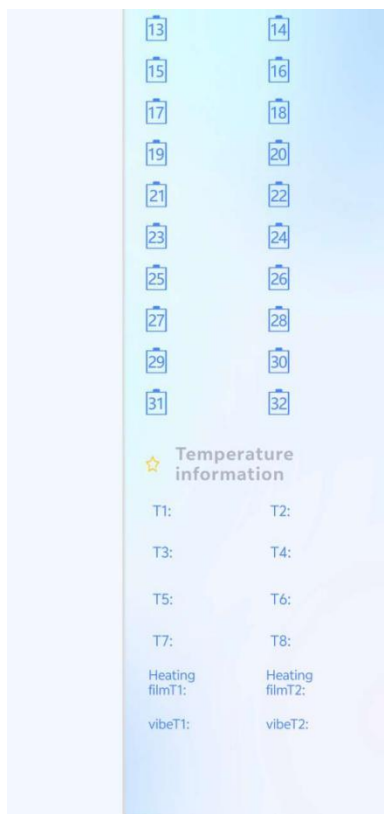 13 14
15 16
17 18
19 20
21 22
23 24
25 26
27 28
29 30
31 32
Temperature
information
T1: T2:
T3: T4:
T5: T6:
T7: T8:
Heating Heating
filmT1: filmT2:
vibeT1: vibeT2: